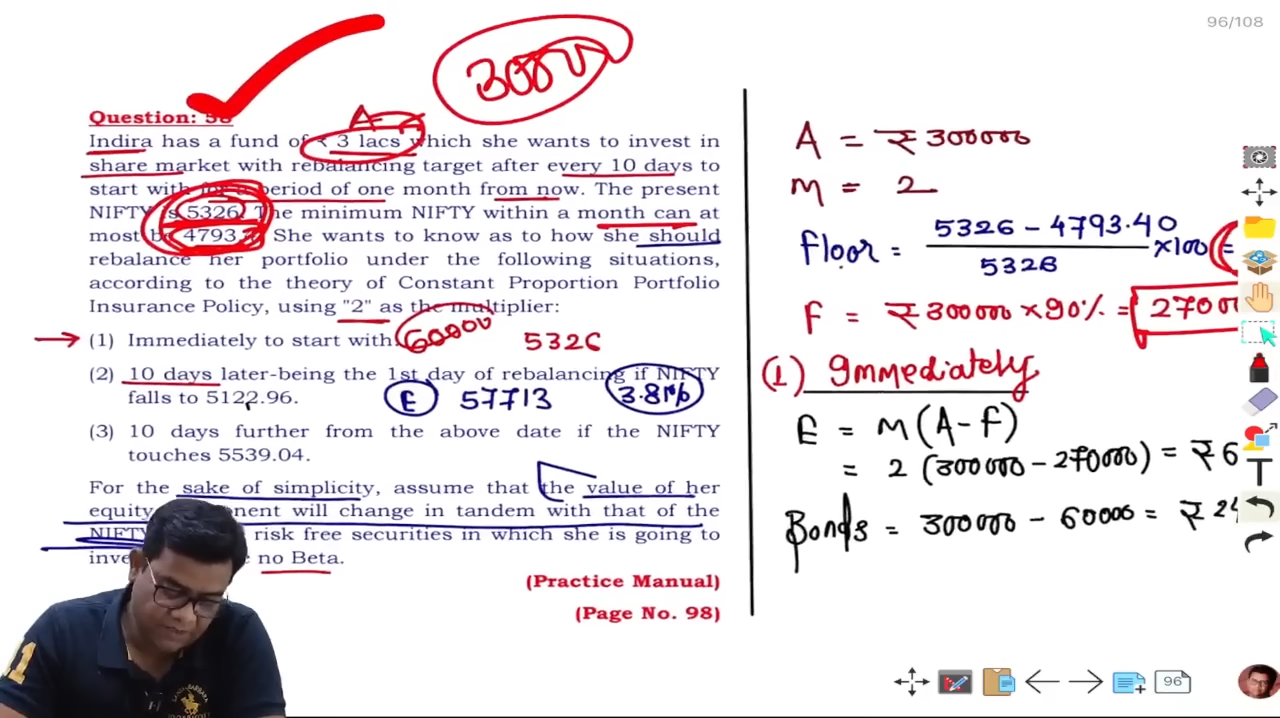 96/108
30000
Question: 58
A
Indira has a fund of ₹ 3 lacs which she wants to invest in
share market with rebalancing target after every 10 days to
start with for a period of one month from now. The present
NIFTY is 5326. The minimum NIFTY within a month can at
most be 4793.4. She wants to know as to how she should
rebalance her portfolio under the following situations,
according to the theory of Constant Proportion Portfolio
Insurance Policy, using "2" as the multiplier:
(1) Immediately to start with. 60000 5326
(2) 10 days later-being the 1st day of rebalancing if NIFTY
falls to 5122.96. E 57713 3.81%
(3) 10 days further from the above date if the NIFTY
touches 5539.04.
For the sake of simplicity, assume that the value of her
equity will change in tandem with that of the
NIFTY risk free securities in which she is going to
no Beta.
(Practice Manual)
(Page No. 98)
A = ₹300000
M = 2
Floor = 5326 - 4793.40
5326 ×100 =
F = ₹300000 × 90% = 27000
(1) Immediately
E = M(A-F)
= 2 (300000 - 270000) = ₹6
Bonds = 300000 - 60000 = ₹24
T
96